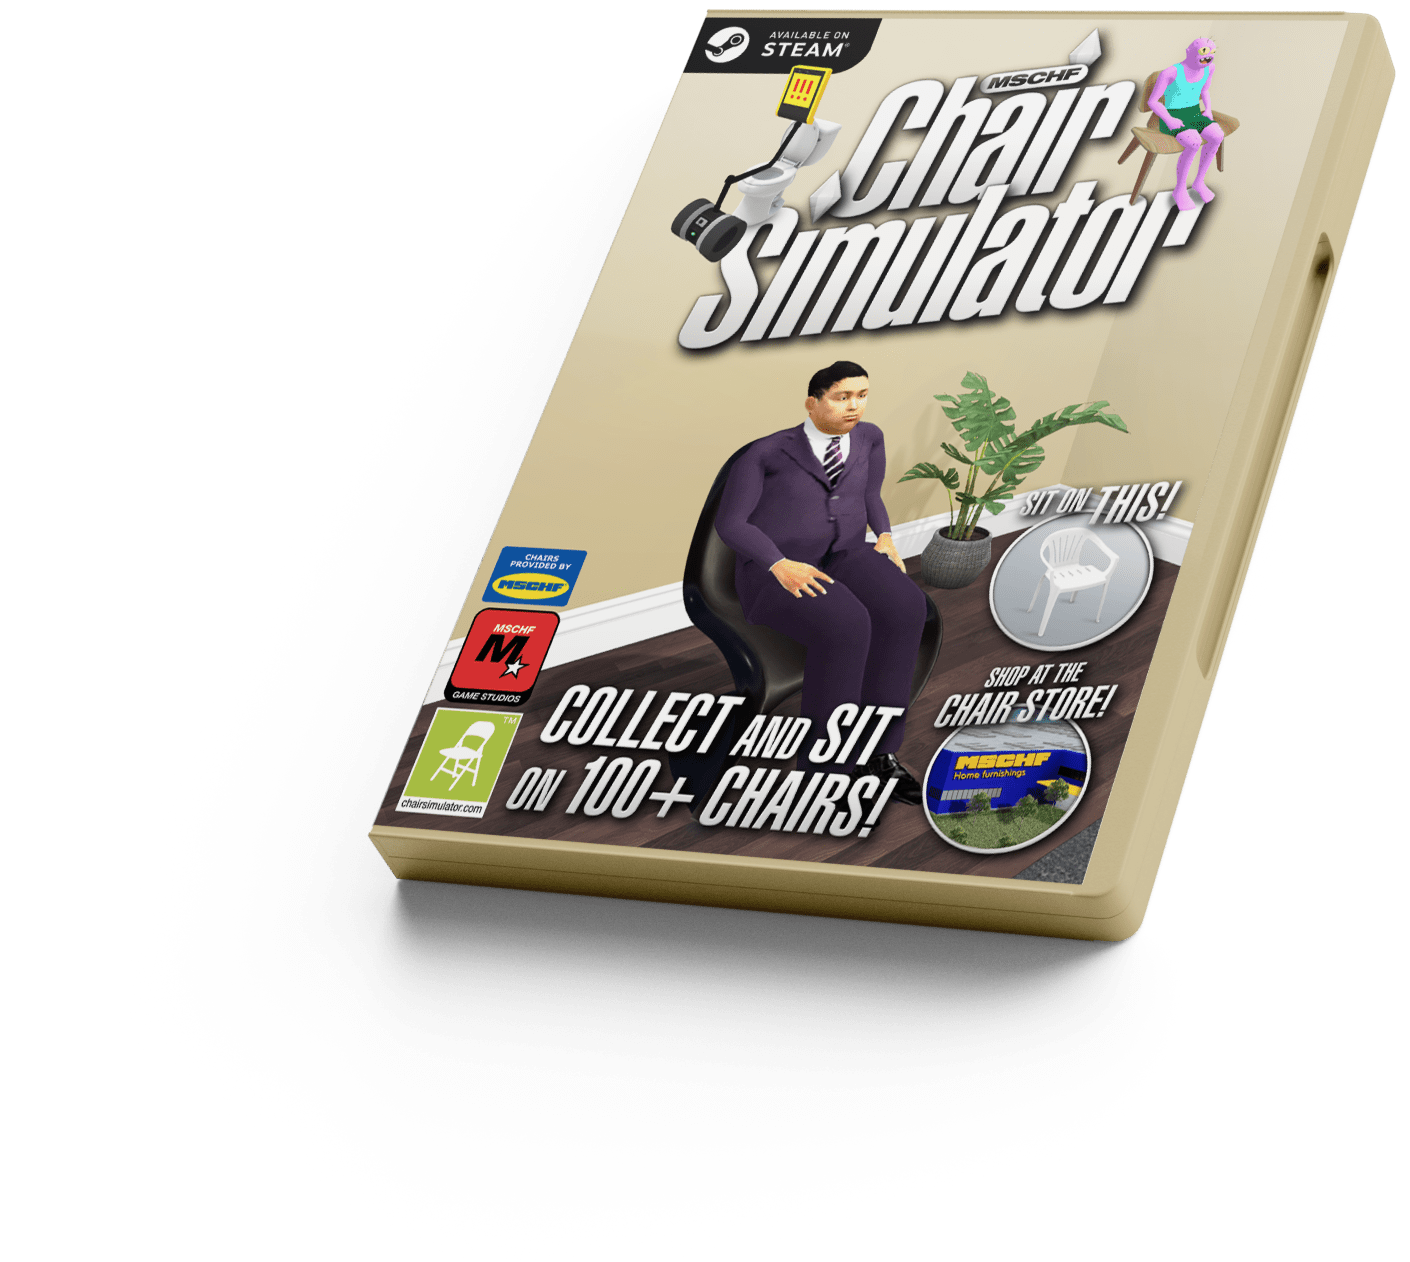 AVAILABLE ON
STEAM®
!!!
MSCHF
Chair
Simulator
SIT ON THIS!
CHAIRS
PROVIDED BY
MSCHF
MSCHF
M
GAME STUDIOS
SHOP AT THE
CHAIR STORE!
MSCHF
Home furnishings
COLLECT AND SIT
ON 100+ CHAIRS!
TM
chairsimulator.com